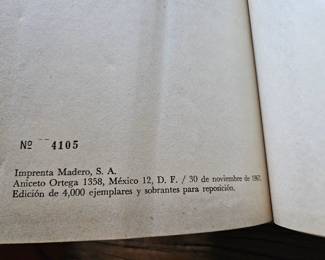 Nº 4105
Imprenta Madero, S. A.
Aniceto Ortega 1358, México 12, D. F. / 30 de noviembre de 1967.
Edición de 4,000 ejemplares y sobrantes para reposición.